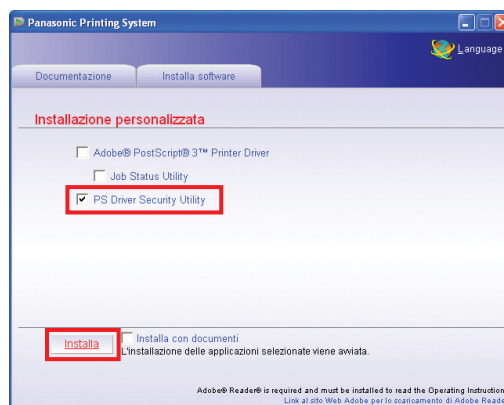 Panasonic Printing System
Language
Documentazione
Installa software
Installazione personalizzata
Adobe® PostScript® 3™ Printer Driver
Job Status Utility
PS Driver Security Utility
Installa
Installa con documenti
L'installazione delle applicazioni selezionate viene avviata.
Adobe® Reader® is required and must be installed to read the Operating Instruction
Link al sito Web Adobe per lo scaricamento di Adobe Reade